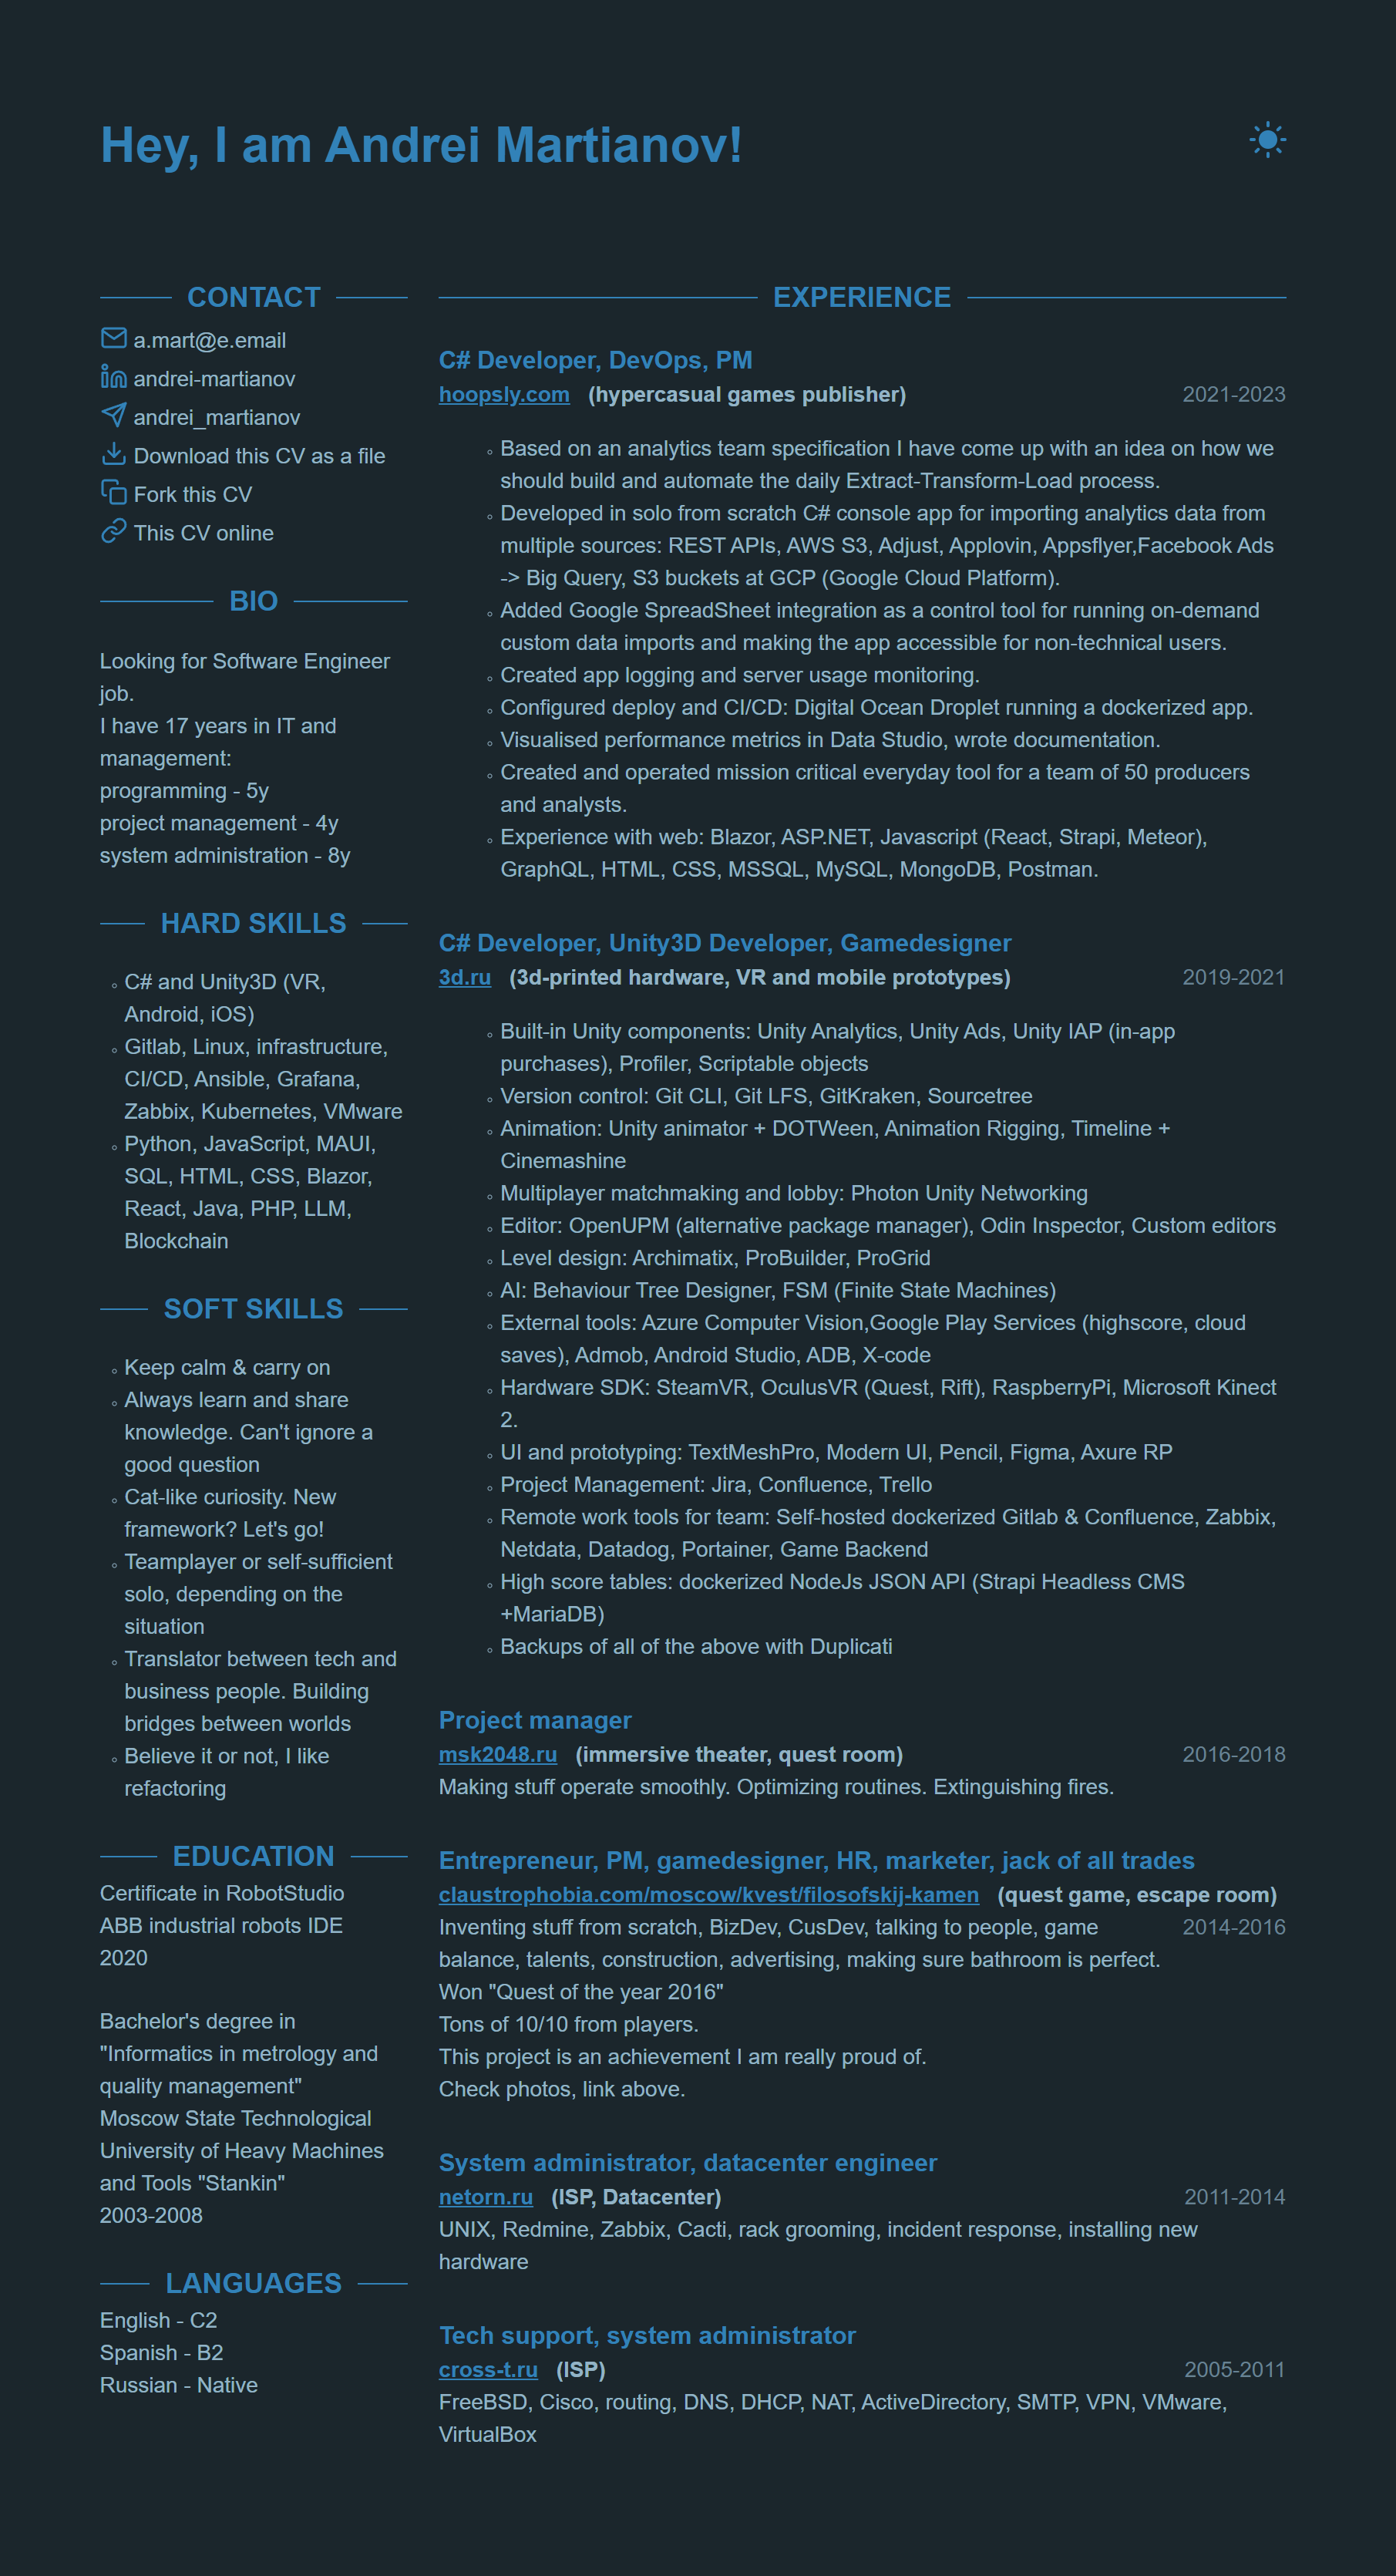 Hey, I am Andrei Martianov!
CONTACT
a.mart@e.email
andrei-martianov
andrei_martianov
Download this CV as a file
Fork this CV
This CV online
BIO
Looking for Software Engineer
job.
I have 17 years in IT and
management:
programming - 5y
project management - 4y
system administration - 8y
HARD SKILLS
C# and Unity3D (VR,
Android, iOS)
Gitlab, Linux, infrastructure,
CI/CD, Ansible, Grafana,
Zabbix, Kubernetes, VMware
Python, JavaScript, MAUI,
SQL, HTML, CSS, Blazor,
React, Java, PHP, LLM,
Blockchain
SOFT SKILLS
Keep calm & carry on
Always learn and share
knowledge. Can't ignore a
good question
Cat-like curiosity. New
framework? Let's go!
Teamplayer or self-sufficient
solo, depending on the
situation
Translator between tech and
business people. Building
bridges between worlds
Believe it or not, I like
refactoring
EDUCATION
Certificate in RobotStudio
ABB industrial robots IDE
2020
Bachelor's degree in
"Informatics in metrology and
quality management"
Moscow State Technological
University of Heavy Machines
and Tools "Stankin"
2003-2008
LANGUAGES
English - C2
Spanish - B2
Russian - Native
EXPERIENCE
C# Developer, DevOps, PM
hoopsly.com (hypercasual games publisher) 2021-2023
Based on an analytics team specification I have come up with an idea on how we
should build and automate the daily Extract-Transform-Load process.
Developed in solo from scratch C# console app for importing analytics data from
multiple sources: REST APIs, AWS S3, Adjust, Applovin, Appsflyer,Facebook Ads
-> Big Query, S3 buckets at GCP (Google Cloud Platform).
Added Google SpreadSheet integration as a control tool for running on-demand
custom data imports and making the app accessible for non-technical users.
Created app logging and server usage monitoring.
Configured deploy and CI/CD: Digital Ocean Droplet running a dockerized app.
Visualised performance metrics in Data Studio, wrote documentation.
Created and operated mission critical everyday tool for a team of 50 producers
and analysts.
Experience with web: Blazor, ASP.NET, Javascript (React, Strapi, Meteor),
GraphQL, HTML, CSS, MSSQL, MySQL, MongoDB, Postman.
C# Developer, Unity3D Developer, Gamedesigner
3d.ru (3d-printed hardware, VR and mobile prototypes) 2019-2021
Built-in Unity components: Unity Analytics, Unity Ads, Unity IAP (in-app
purchases), Profiler, Scriptable objects
Version control: Git CLI, Git LFS, GitKraken, Sourcetree
Animation: Unity animator + DOTWeen, Animation Rigging, Timeline +
Cinemashine
Multiplayer matchmaking and lobby: Photon Unity Networking
Editor: OpenUPM (alternative package manager), Odin Inspector, Custom editors
Level design: Archimatix, ProBuilder, ProGrid
AI: Behaviour Tree Designer, FSM (Finite State Machines)
External tools: Azure Computer Vision,Google Play Services (highscore, cloud
saves), Admob, Android Studio, ADB, X-code
Hardware SDK: SteamVR, OculusVR (Quest, Rift), RaspberryPi, Microsoft Kinect
2.
UI and prototyping: TextMeshPro, Modern UI, Pencil, Figma, Axure RP
Project Management: Jira, Confluence, Trello
Remote work tools for team: Self-hosted dockerized Gitlab & Confluence, Zabbix,
Netdata, Datadog, Portainer, Game Backend
High score tables: dockerized NodeJs JSON API (Strapi Headless CMS
+MariaDB)
Backups of all of the above with Duplicati
Project manager
msk2048.ru (immersive theater, quest room) 2016-2018
Making stuff operate smoothly. Optimizing routines. Extinguishing fires.
Entrepreneur, PM, gamedesigner, HR, marketer, jack of all trades
claustrophobia.com/moscow/kvest/filosofskij-kamen (quest game, escape room)
Inventing stuff from scratch, BizDev, CusDev, talking to people, game 2014-2016
balance, talents, construction, advertising, making sure bathroom is perfect.
Won "Quest of the year 2016"
Tons of 10/10 from players.
This project is an achievement I am really proud of.
Check photos, link above.
System administrator, datacenter engineer
netorn.ru (ISP, Datacenter) 2011-2014
UNIX, Redmine, Zabbix, Cacti, rack grooming, incident response, installing new
hardware
Tech support, system administrator
cross-t.ru (ISP) 2005-2011
FreeBSD, Cisco, routing, DNS, DHCP, NAT, ActiveDirectory, SMTP, VPN, VMware,
VirtualBox